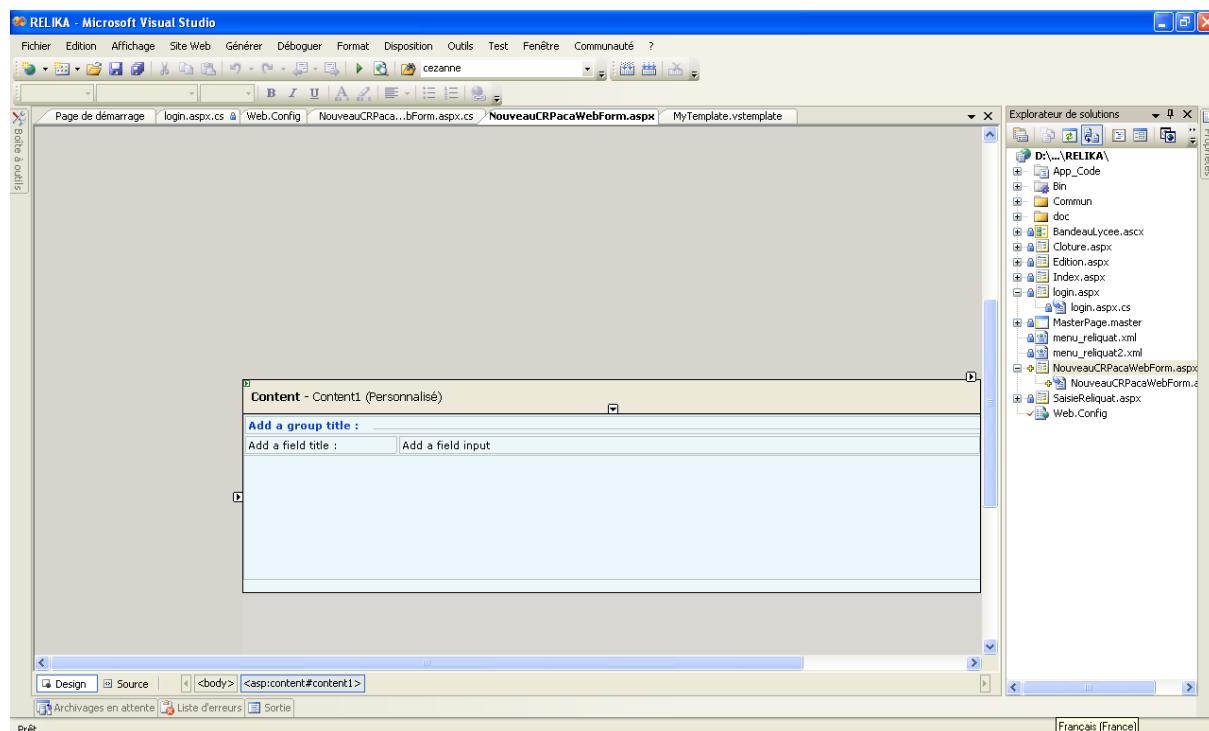 RELIKA - Microsoft Visual Studio
Fichier Edition Affichage Site Web Générer Déboguer Format Disposition Outils Test Fenêtre Communauté ?
cezanne
B I U A
Page de démarrage login.aspx.cs Web.Config NouveauCRPaca...bForm.aspx.cs NouveauCRPacaWebForm.aspx MyTemplate.vstemplate
Boîte à outils
Content - Content1 (Personnalisé)
Add a group title :
Add a field title : Add a field input
Design Source <body> <asp:content#content1>
Archivages en attente Liste d'erreurs Sortie
Prêt
Explorateur de solutions
D:\...\RELIKA\
App_Code
Bin
Commun
doc
BandeauLycee.ascx
Cloture.aspx
Edition.aspx
Index.aspx
login.aspx
login.aspx.cs
MasterPage.master
menu_reliquat.xml
menu_reliquat2.xml
NouveauCRPacaWebForm.aspx
NouveauCRPacaWebForm.a
SaisieReliquat.aspx
Web.Config
Propriétés
Français (France)